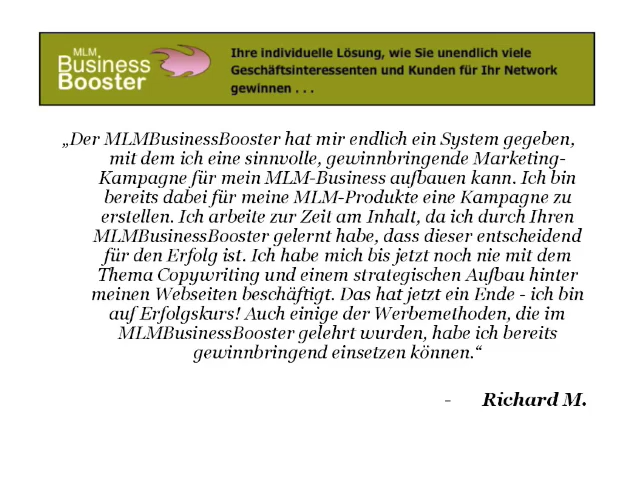 MLM
Business
Booster
Ihre individuelle Lösung, wie Sie unendlich viele
Geschäftsinteressenten und Kunden für Ihr Network
gewinnen . . .
„Der MLMBusinessBooster hat mir endlich ein System gegeben,
mit dem ich eine sinnvolle, gewinnbringende Marketing-
Kampagne für mein MLM-Business aufbauen kann. Ich bin
bereits dabei für meine MLM-Produkte eine Kampagne zu
erstellen. Ich arbeite zur Zeit am Inhalt, da ich durch Ihren
MLMBusinessBooster gelernt habe, dass dieser entscheidend
für den Erfolg ist. Ich habe mich bis jetzt noch nie mit dem
Thema Copywriting und einem strategischen Aufbau hinter
meinen Webseiten beschäftigt. Das hat jetzt ein Ende - ich bin
auf Erfolgskurs! Auch einige der Werbemethoden, die im
MLMBusinessBooster gelehrt wurden, habe ich bereits
gewinnbringend einsetzen können.“
- Richard M.